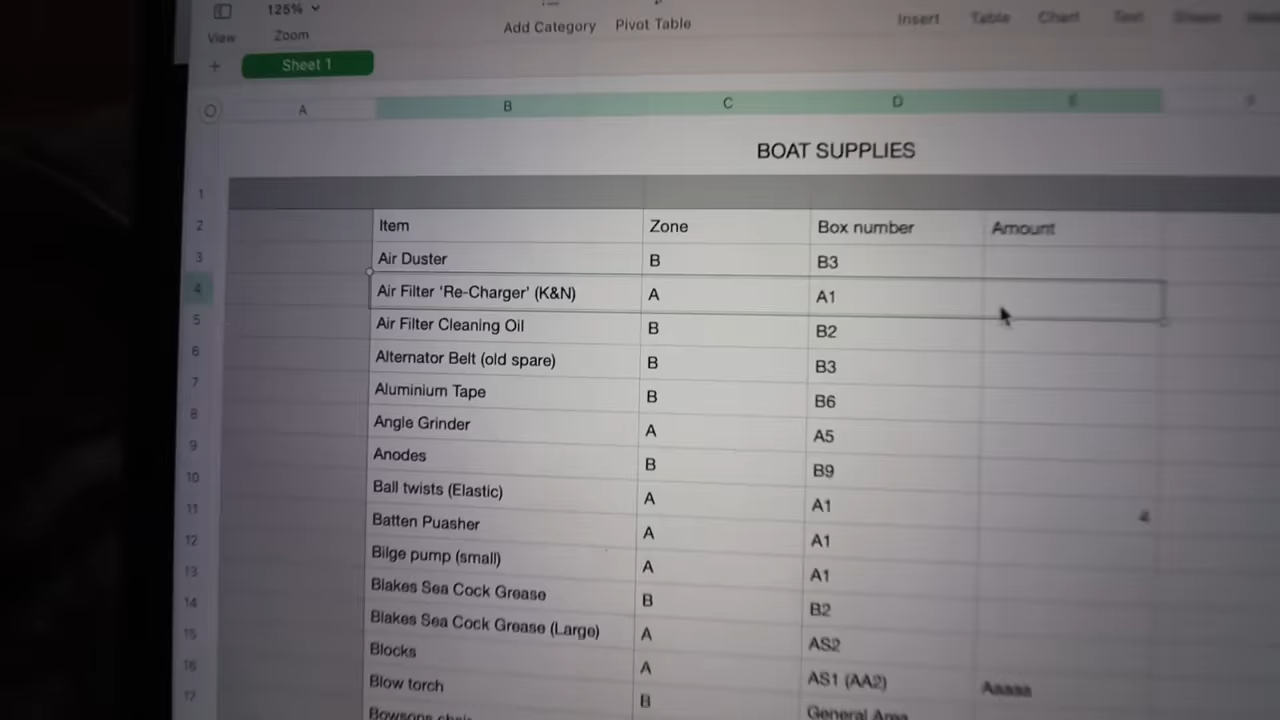 125%
View
Zoom
Add Category
Pivot Table
Insert
Table
Chart
Text
Shape
+
Sheet 1
A B C D E F
BOAT SUPPLIES
1
2 Item Zone Box number Amount
3 Air Duster B B3
4 Air Filter ‘Re-Charger’ (K&N) A A1
5 Air Filter Cleaning Oil B B2
6 Alternator Belt (old spare) B B3
7 Aluminium Tape B B6
8 Angle Grinder A A5
9 Anodes B B9
10 Ball twists (Elastic) A A1 4
11 Batten Puasher A A1
12 Bilge pump (small) A A1
13 Blakes Sea Cock Grease B B2
14 Blakes Sea Cock Grease (Large) A AS2
15 Blocks A AS1 (AA2) Aaaaa
16 Blow torch B General Area
17